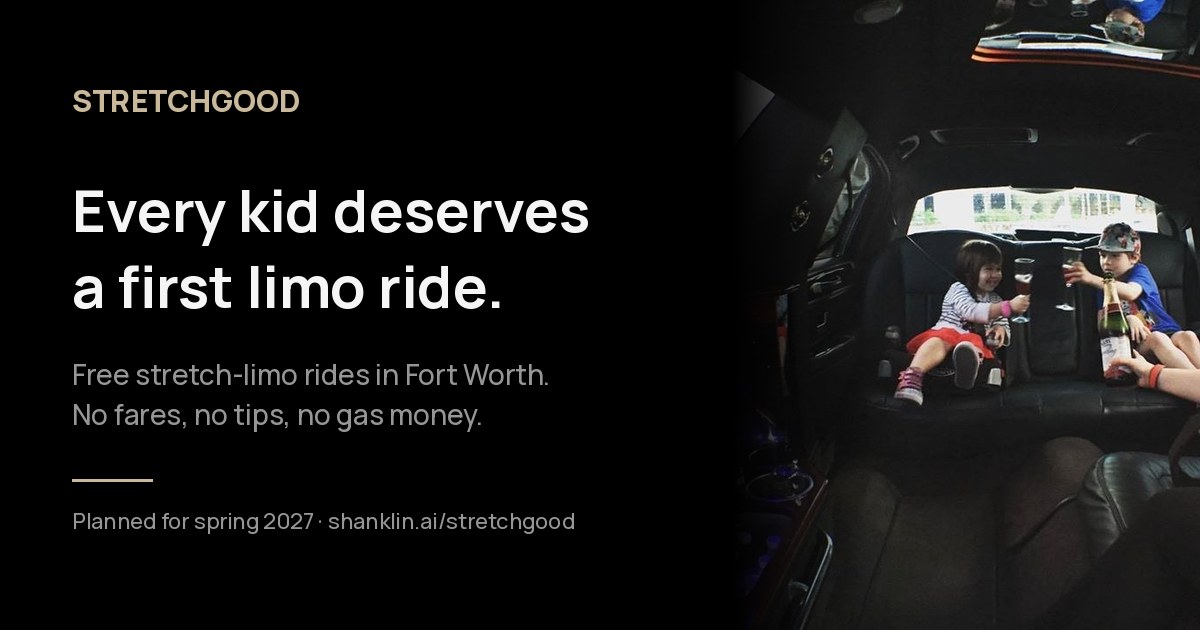 STRETCHGOOD
Every kid deserves
a first limo ride.
Free stretch-limo rides in Fort Worth.
No fares, no tips, no gas money.
Planned for spring 2027 · shanklin.ai/stretchgood